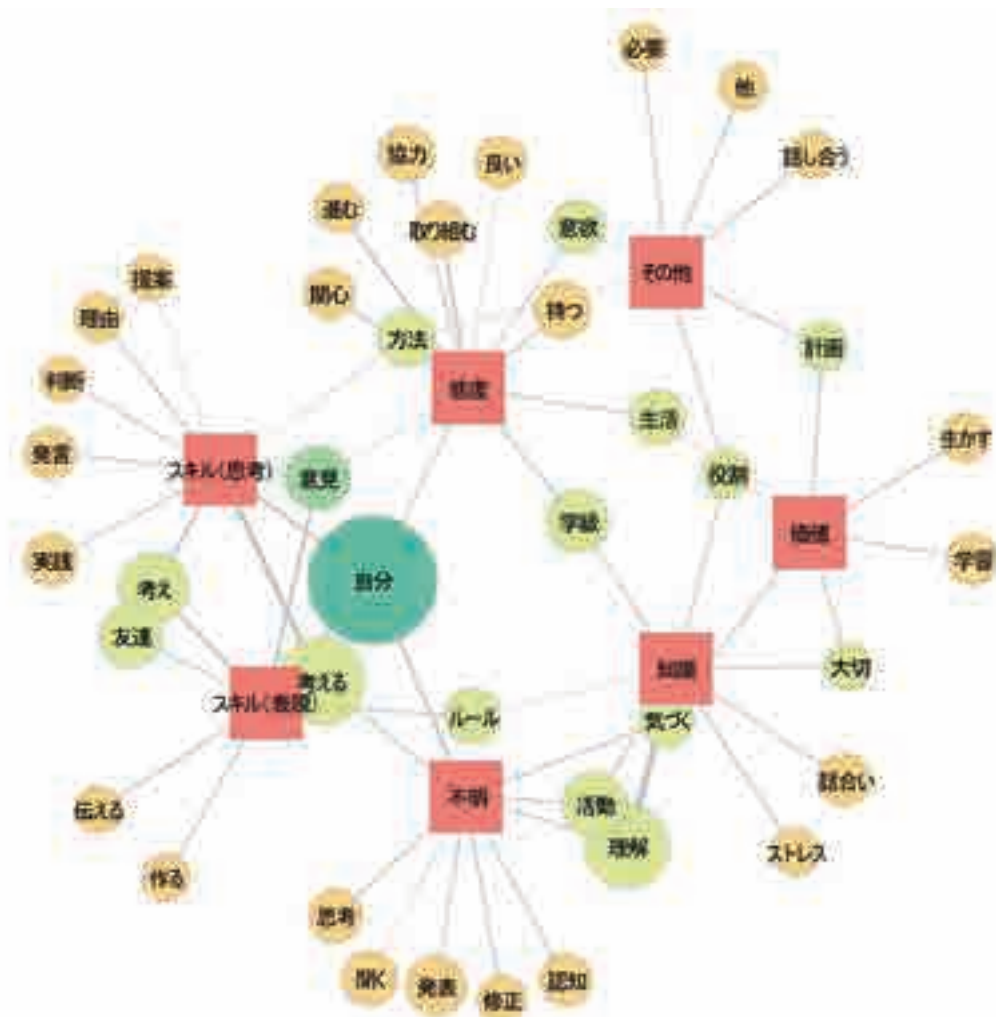 必要
他
協力
良い
話し合う
進む
取り組む
意欲
その他
提案
関心
持つ
理由
方法
計画
判断
態度
生活
生かす
発言
スキル(思考)
意見
役割
学級
価値
実践
自分
学習
考え
友達
考える
知識
大切
スキル(表現)
ルール
気づく
不明
話合い
伝える
活動
理解
ストレス
作る
思考
聞く
発表
修正
認知